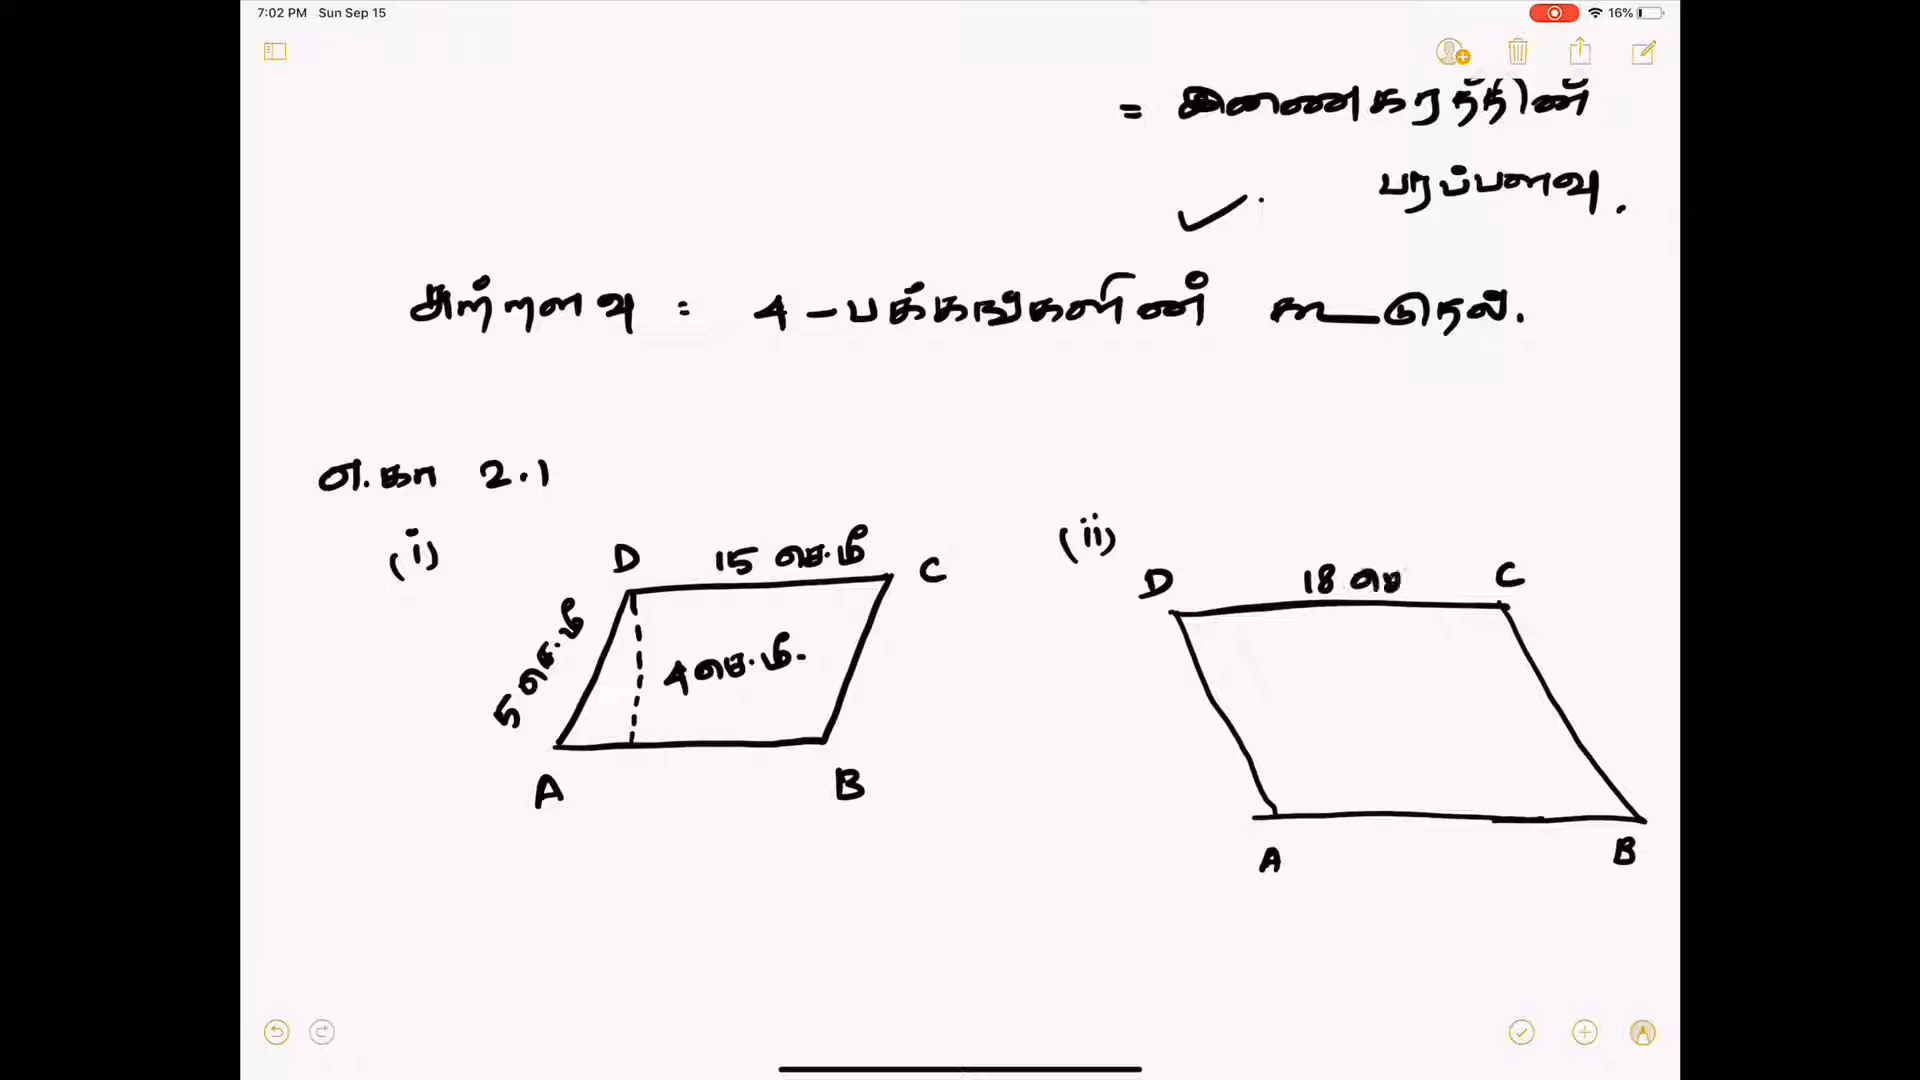 7:02 PM Sun Sep 15
16%
= இணைகரத்தின்
பரப்பளவு.
சுற்றளவு : 4 - பக்கங்களின் கூடுதல்.
எ.கா 2.1
(i)
D 15 செ.மீ C
5 செ.மீ
4 செ.மீ.
A B
(ii)
D 18 செ C
A B